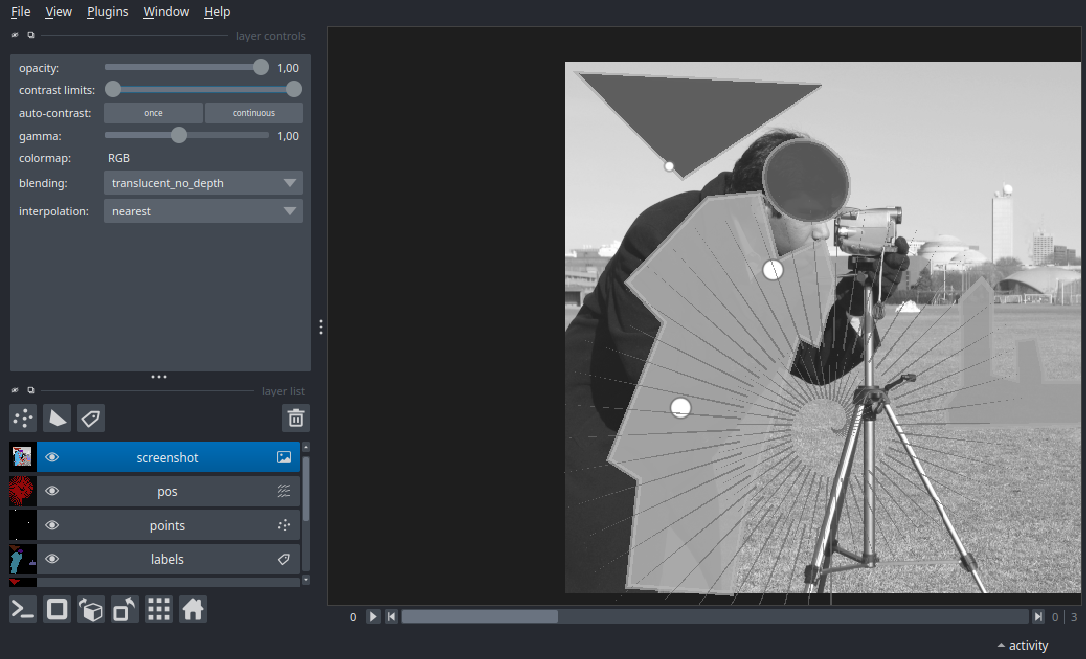 File View Plugins Window Help
layer controls
opacity: 1,00
contrast limits:
auto-contrast: once continuous
gamma: 1,00
colormap: RGB
blending: translucent_no_depth
interpolation: nearest
layer list
screenshot
pos
points
labels
0 0 | 3
activity